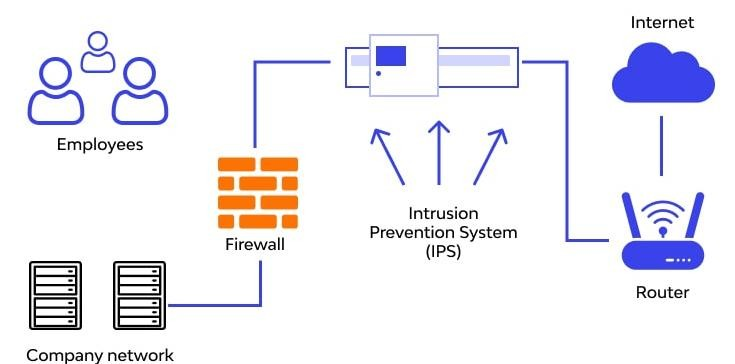 Internet
Employees
Intrusion
Prevention System
(IPS)
Firewall
Router
Company network